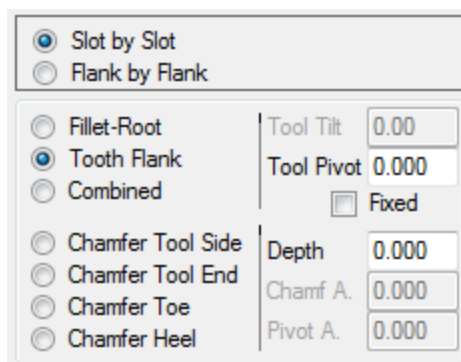 Slot by Slot
Flank by Flank
Fillet-Root
Tooth Flank
Combined
Tool Tilt 0.00
Tool Pivot 0.000
Fixed
Chamfer Tool Side
Chamfer Tool End
Chamfer Toe
Chamfer Heel
Depth 0.000
Chamf A. 0.000
Pivot A. 0.000